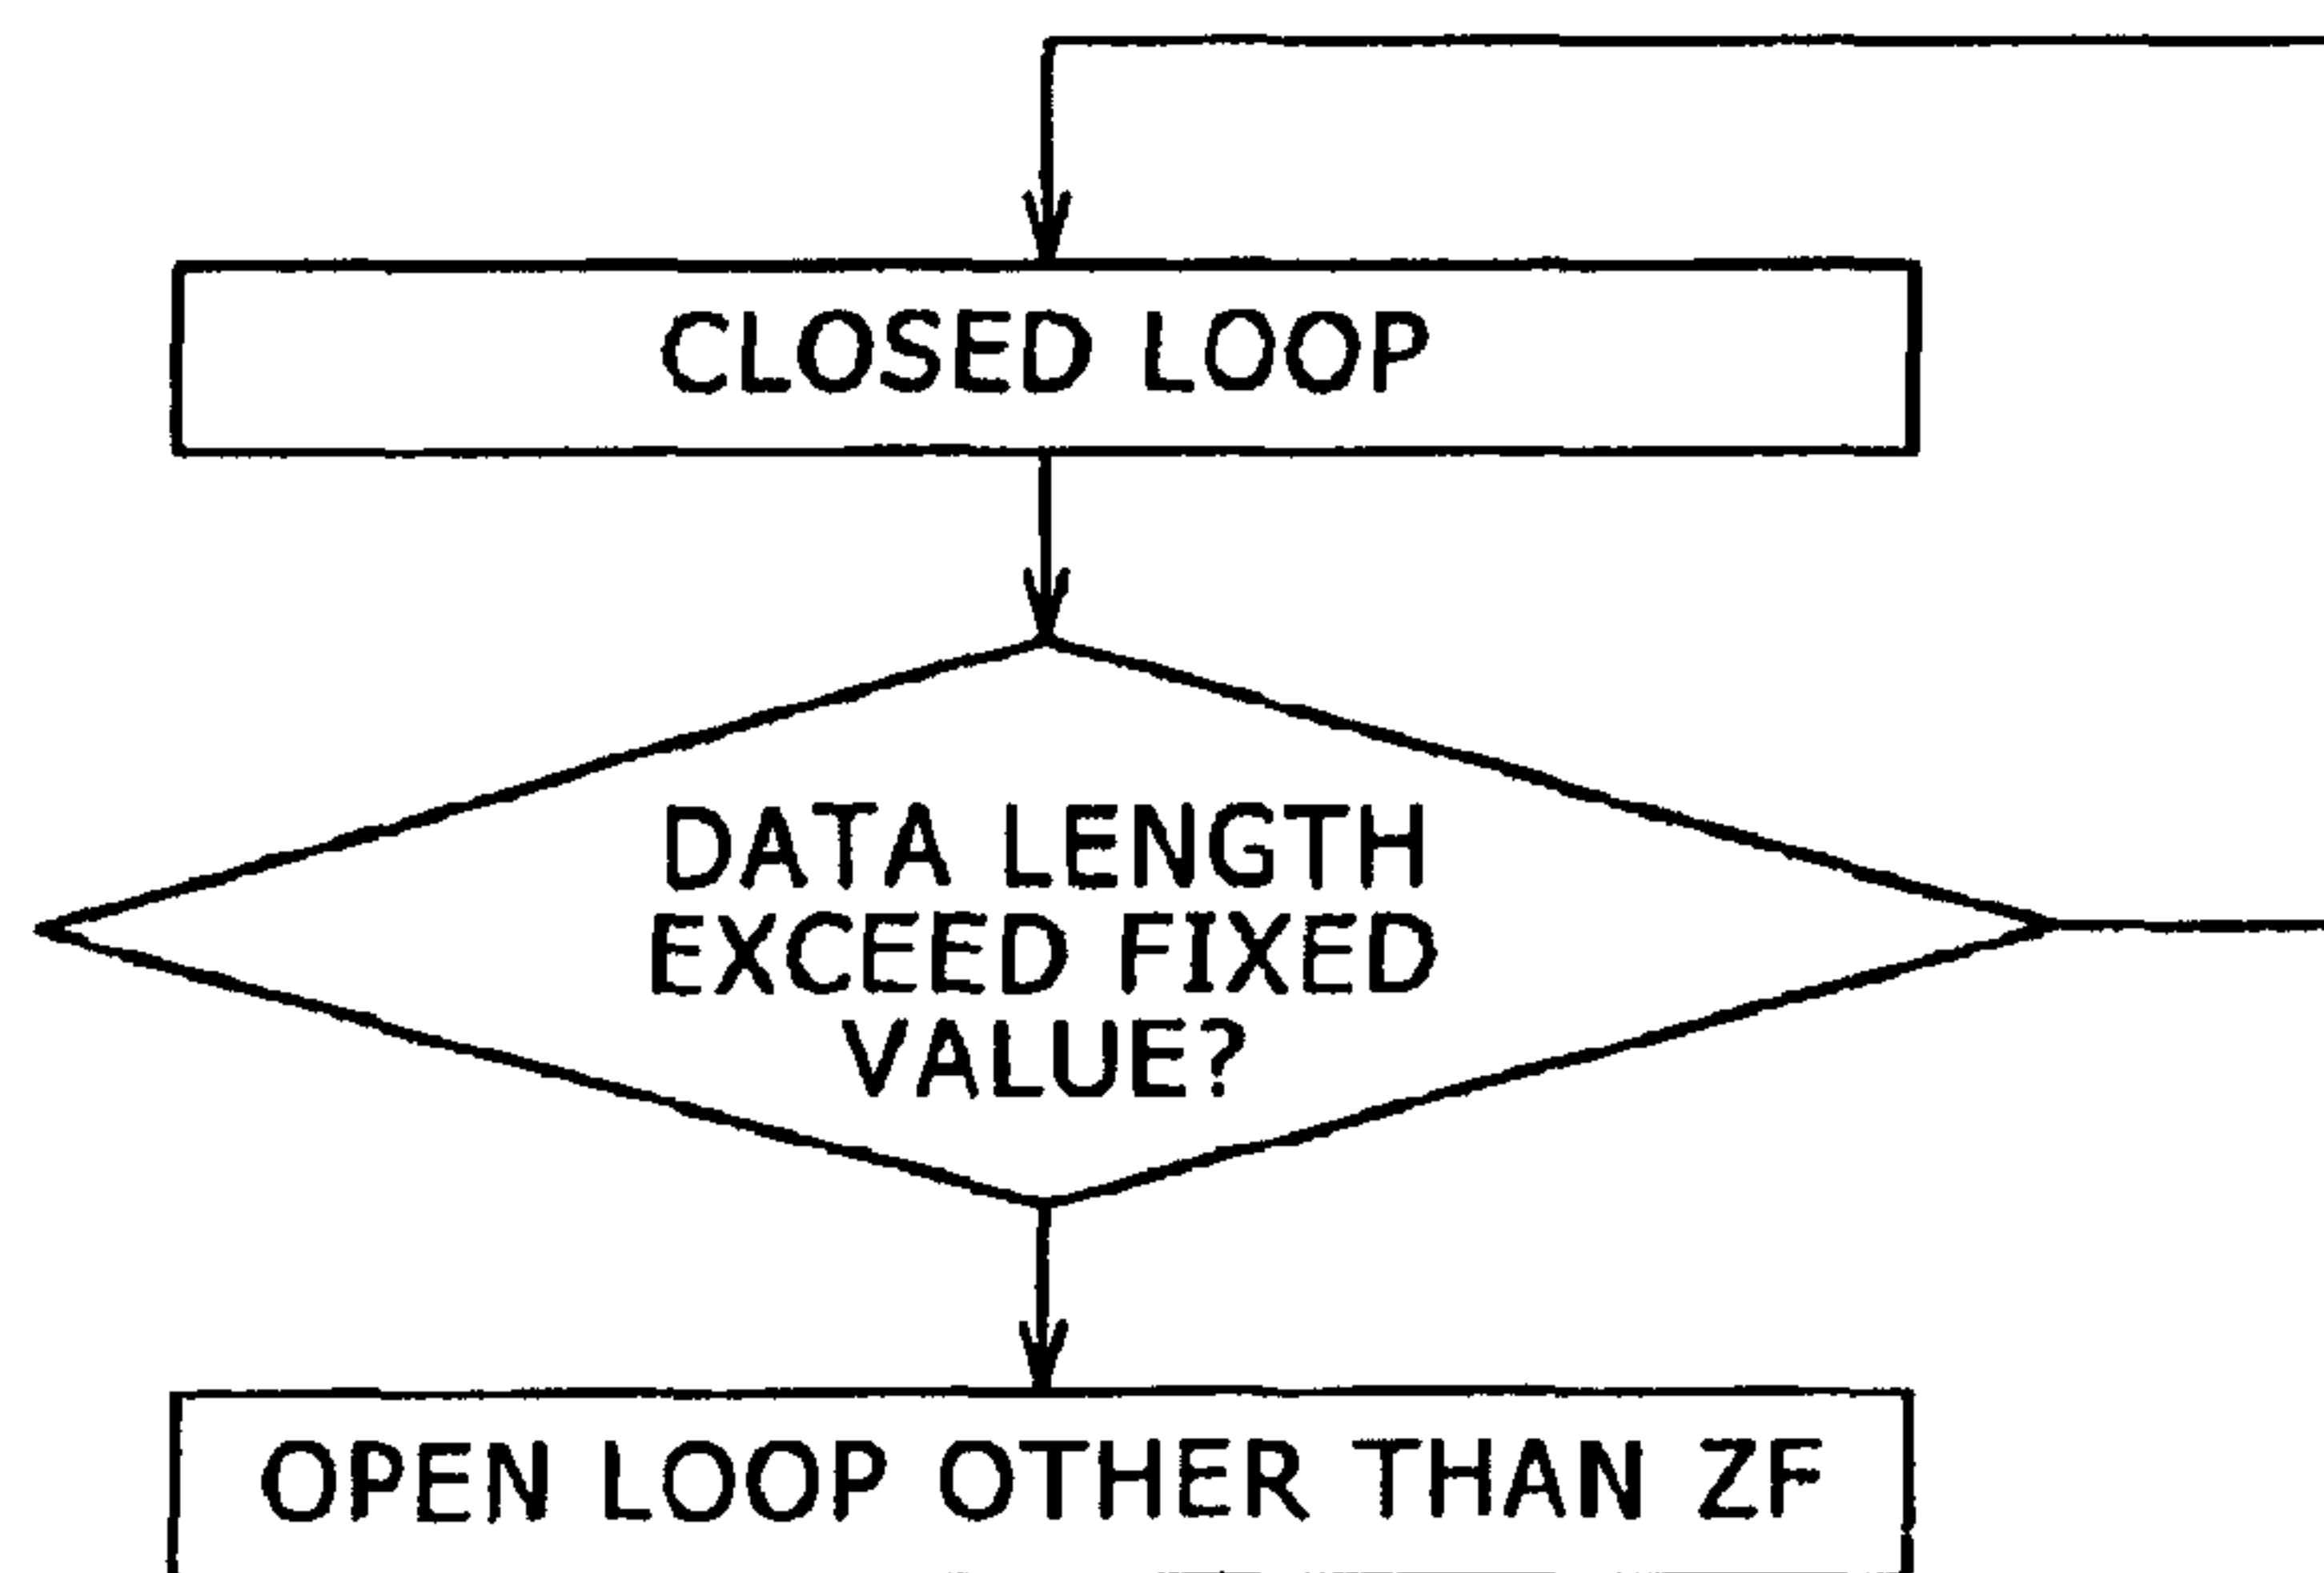 CLOSED LOOP
DATA LENGTH
EXCEED FIXED
VALUE?
OPEN LOOP OTHER THAN ZF